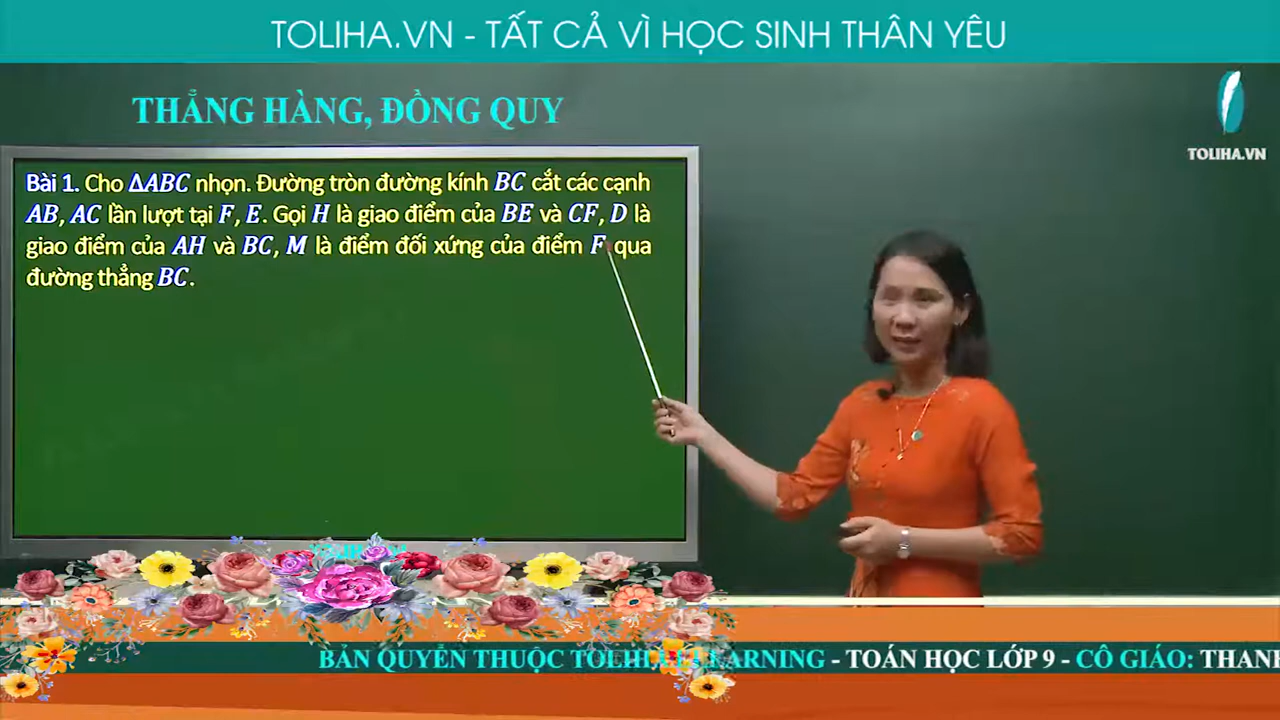 TOLIHA.VN - TẤT CẢ VÌ HỌC SINH THÂN YÊU
THẲNG HÀNG, ĐỒNG QUY
TOLIHA.VN
Bài 1. Cho ΔABC nhọn. Đường tròn đường kính BC cắt các cạnh
AB, AC lần lượt tại F, E. Gọi H là giao điểm của BE và CF, D là
giao điểm của AH và BC, M là điểm đối xứng của điểm F qua
đường thẳng BC.
BẢN QUYỀN THUỘC - TOÁN HỌC LỚP 9 - CÔ GIÁO: